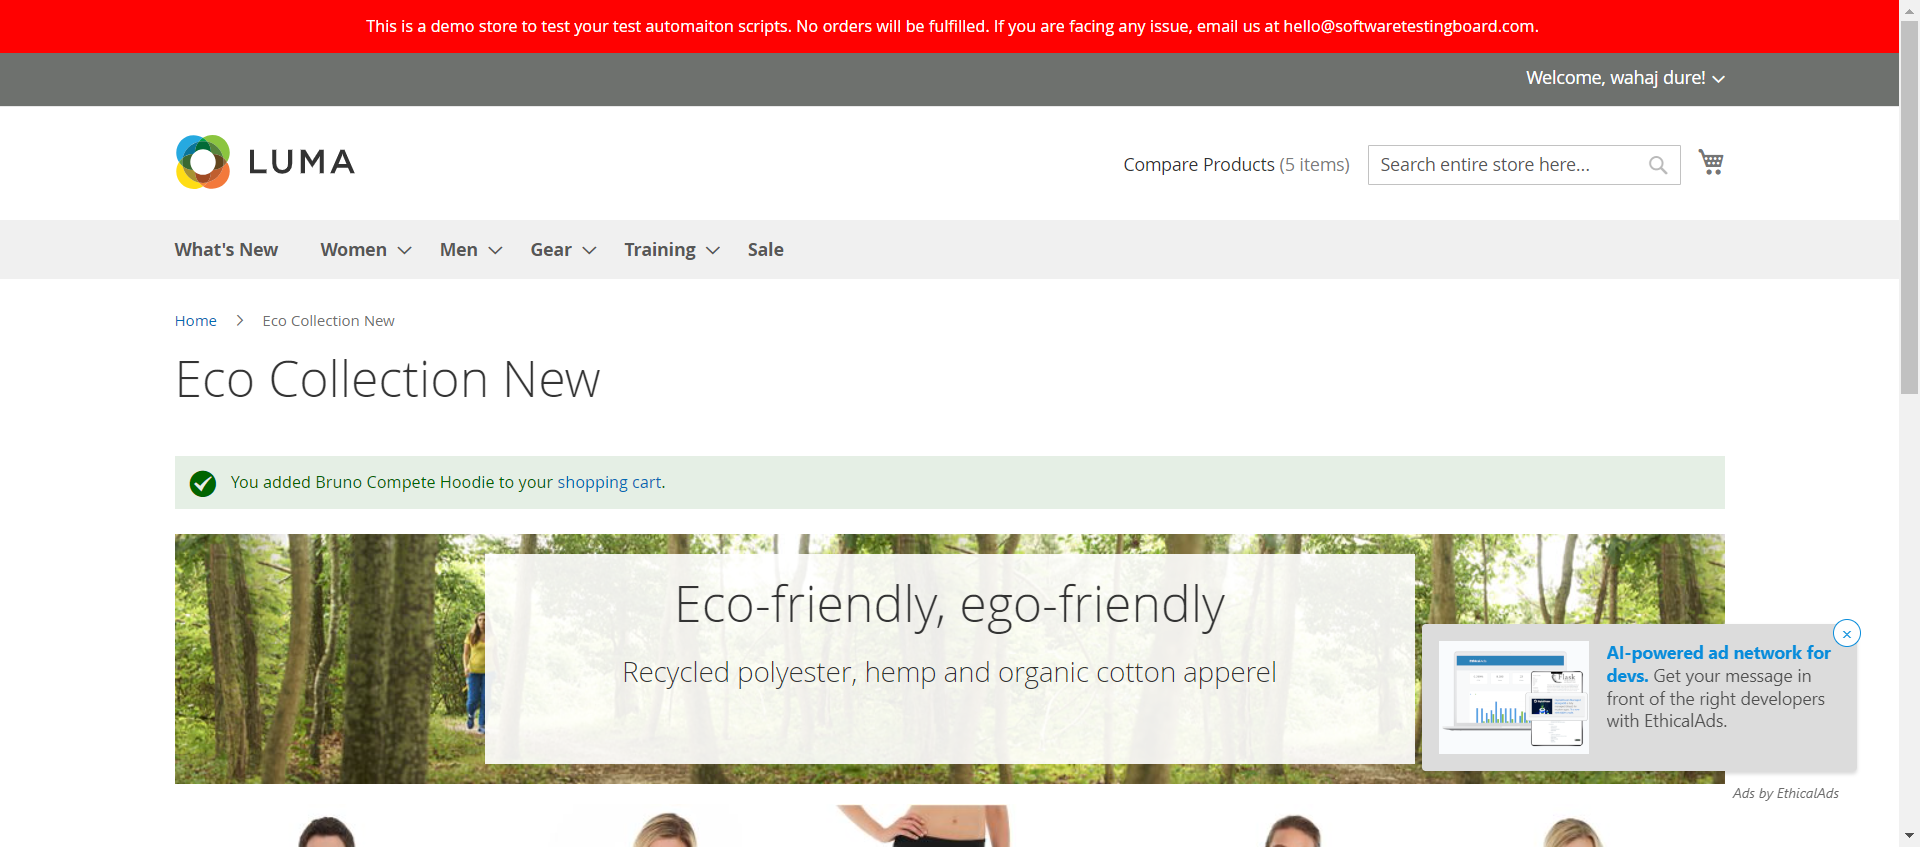 This is a demo store to test your test automaiton scripts. No orders will be fulfilled. If you are facing any issue, email us at hello@softwaretestingboard.com.
Welcome, wahaj dure!
LUMA
Compare Products (5 items)
Search entire store here...
What's New
Women
Men
Gear
Training
Sale
Home
Eco Collection New
Eco Collection New
You added Bruno Compete Hoodie to your shopping cart.
Eco-friendly, ego-friendly
Recycled polyester, hemp and organic cotton apperel
AI-powered ad network for
devs. Get your message in
front of the right developers
with EthicalAds.
Ads by EthicalAds